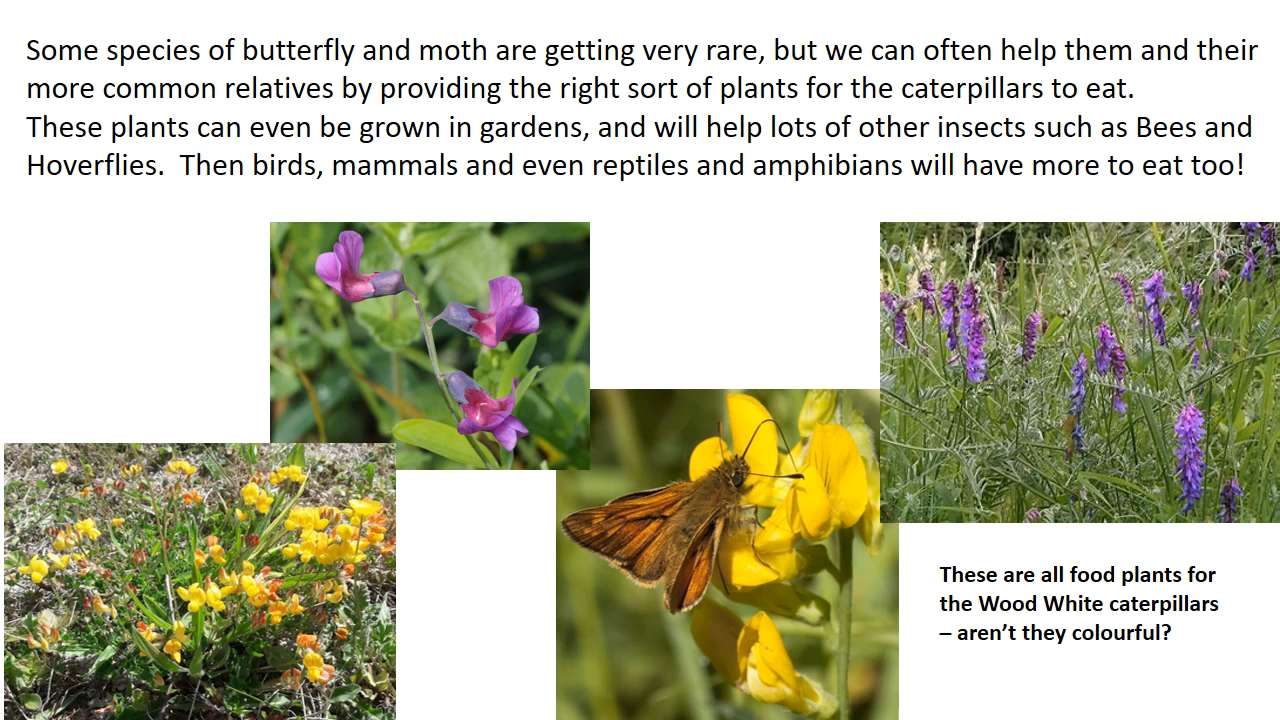 Some species of butterfly and moth are getting very rare, but we can often help them and their
more common relatives by providing the right sort of plants for the caterpillars to eat.
These plants can even be grown in gardens, and will help lots of other insects such as Bees and
Hoverflies.  Then birds, mammals and even reptiles and amphibians will have more to eat too!
These are all food plants for
the Wood White caterpillars
– aren’t they colourful?